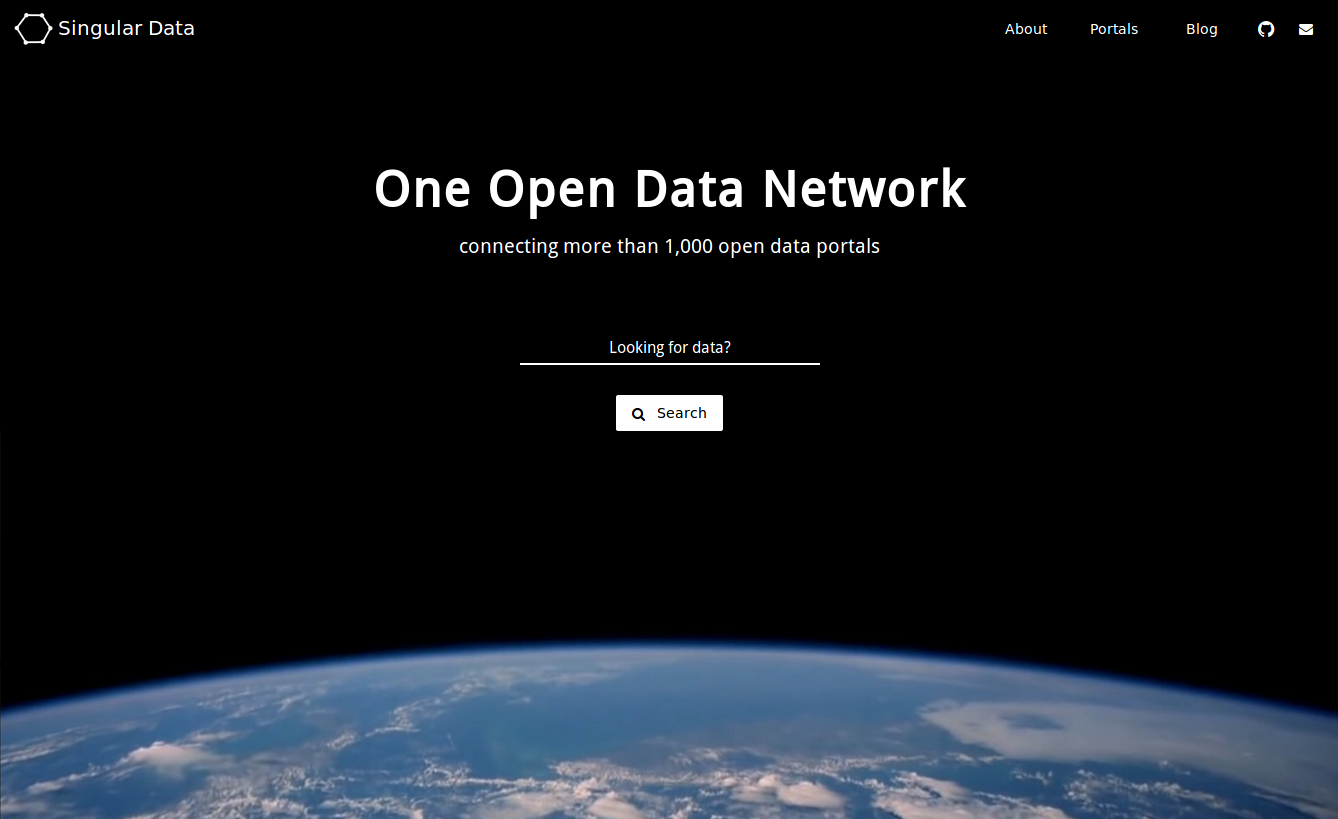 Singular Data
About
Portals
Blog
One Open Data Network
connecting more than 1,000 open data portals
Looking for data?
Search